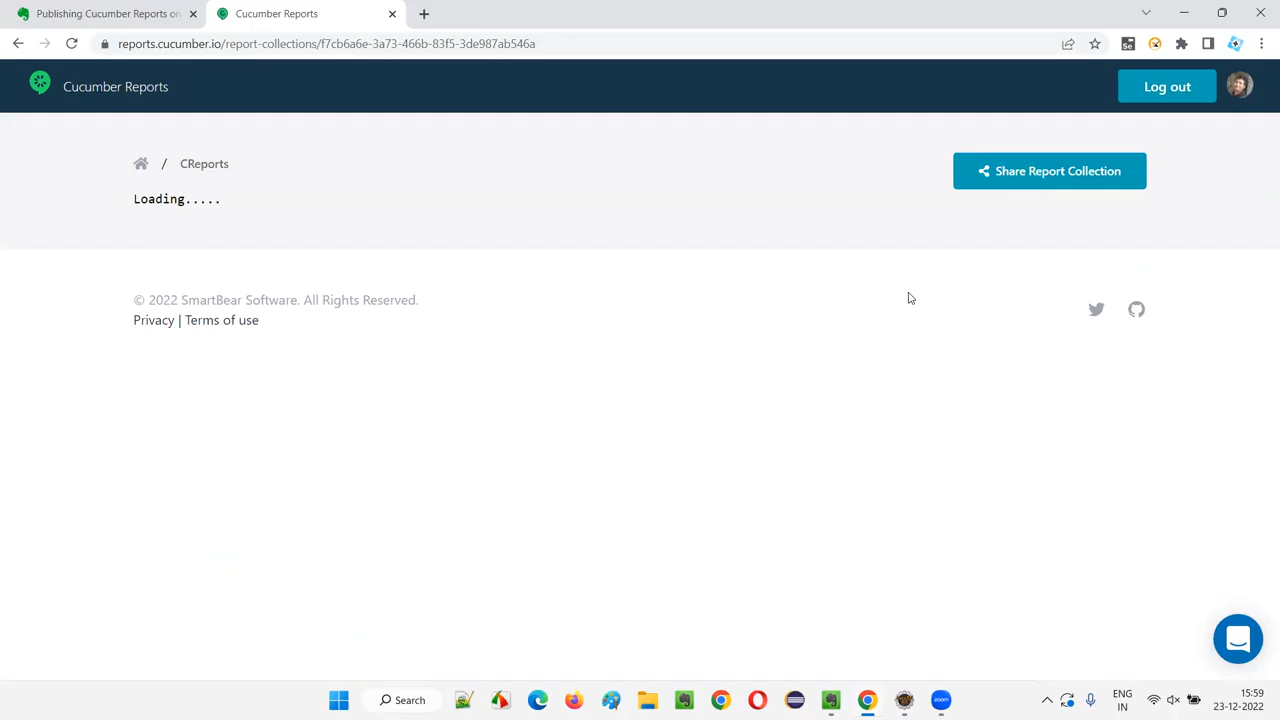 Publishing Cucumber Reports on
Cucumber Reports
reports.cucumber.io/report-collections/f7cb6a6e-3a73-466b-83f5-3de987ab546a
Se
Cucumber Reports
Log out
/ CReports
Share Report Collection
Loading.....
© 2022 SmartBear Software. All Rights Reserved.
Privacy | Terms of use
Search
zoom
ENG
IN
15:59
23-12-2022